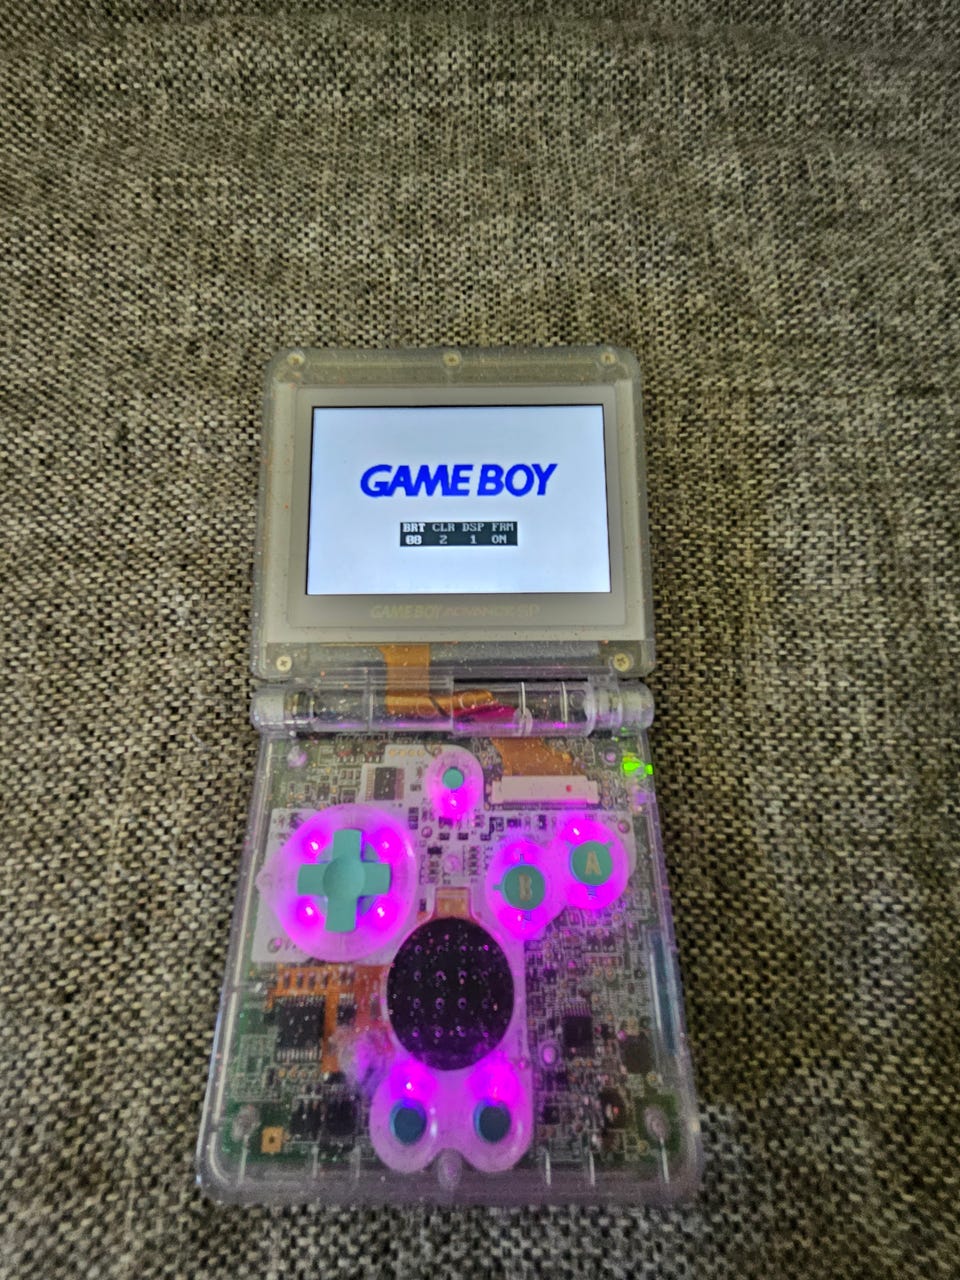 GAME BOY
BRT CLR DSP FRM
08 2 1 ON
GAME BOY ADVANCE SP
A
B